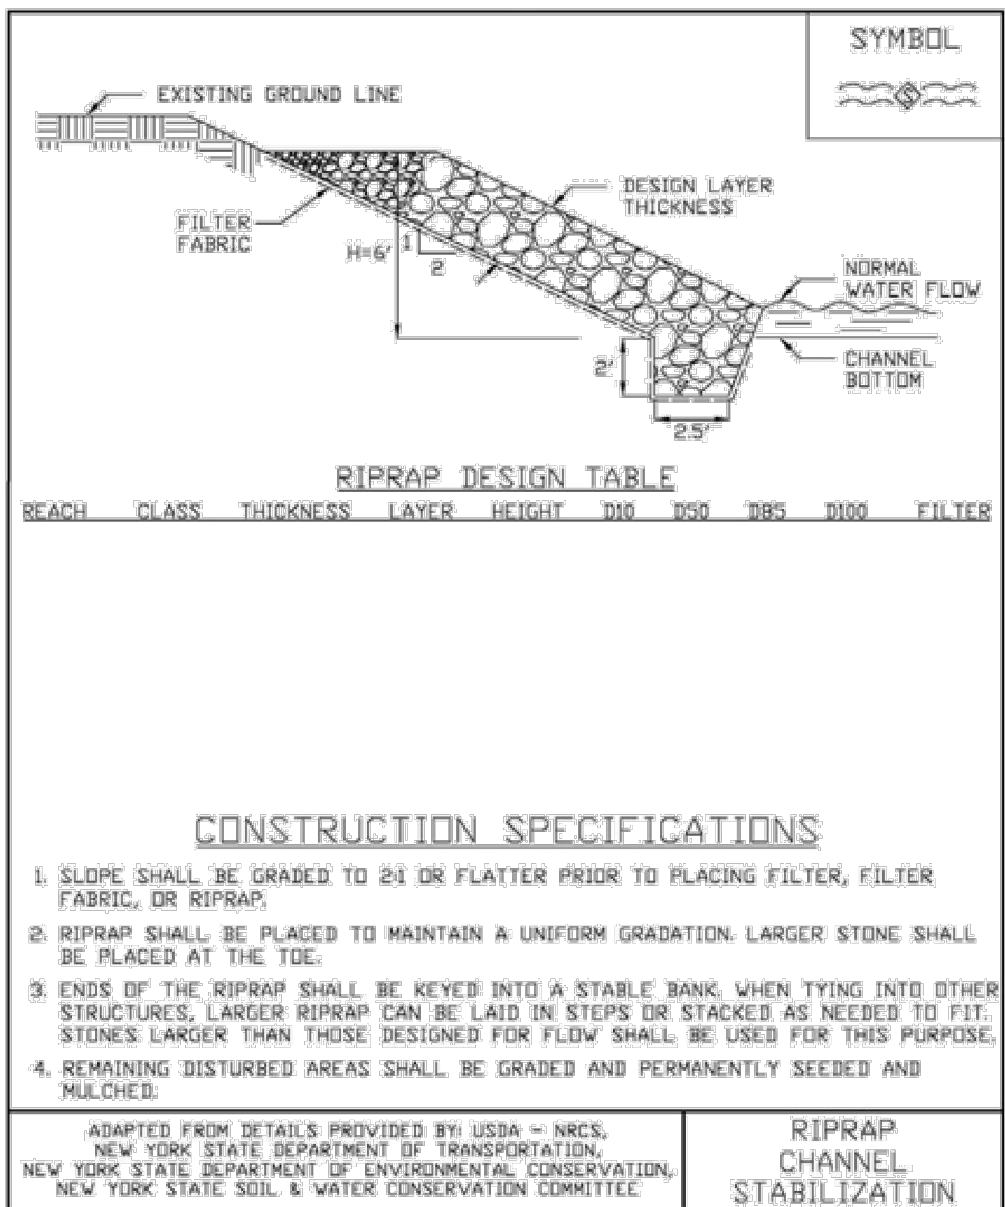 SYMBOL
S
EXISTING GROUND LINE
DESIGN LAYER
THICKNESS
FILTER
FABRIC
H=6'
1
2
NORMAL
WATER FLOW
CHANNEL
BOTTOM
2'
2.5'
RIPRAP DESIGN TABLE
REACH CLASS THICKNESS LAYER HEIGHT D10 D50 D85 D100 FILTER
CONSTRUCTION SPECIFICATIONS
1. SLOPE SHALL BE GRADED TO 2:1 OR FLATTER PRIOR TO PLACING FILTER, FILTER
FABRIC, OR RIPRAP.
2. RIPRAP SHALL BE PLACED TO MAINTAIN A UNIFORM GRADATION. LARGER STONE SHALL
BE PLACED AT THE TOE.
3. ENDS OF THE RIPRAP SHALL BE KEYED INTO A STABLE BANK. WHEN TYING INTO OTHER
STRUCTURES, LARGER RIPRAP CAN BE LAID IN STEPS OR STACKED AS NEEDED TO FIT.
STONES LARGER THAN THOSE DESIGNED FOR FLOW SHALL BE USED FOR THIS PURPOSE.
4. REMAINING DISTURBED AREAS SHALL BE GRADED AND PERMANENTLY SEEDED AND
MULCHED.
ADAPTED FROM DETAILS PROVIDED BY: USDA - NRCS,
NEW YORK STATE DEPARTMENT OF TRANSPORTATION,
NEW YORK STATE DEPARTMENT OF ENVIRONMENTAL CONSERVATION,
NEW YORK STATE SOIL & WATER CONSERVATION COMMITTEE
RIPRAP
CHANNEL
STABILIZATION